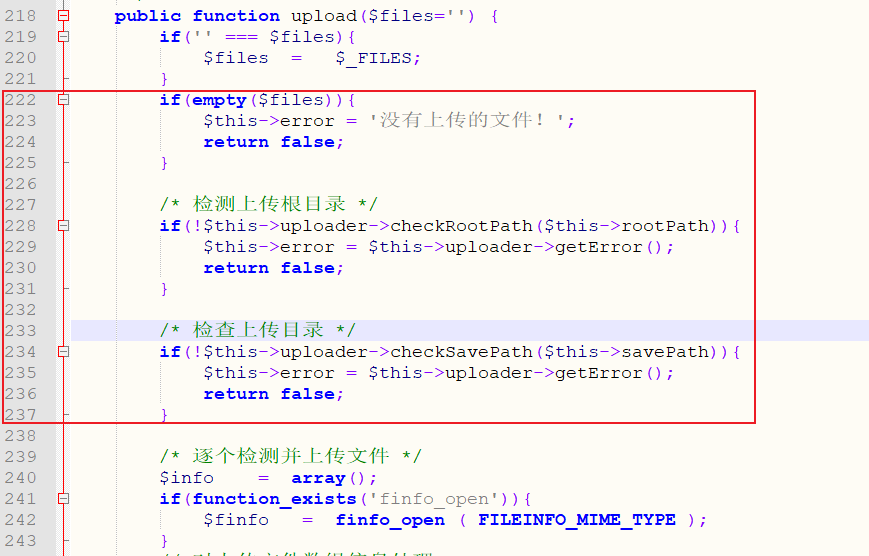 218 public function upload($files='') {
219 if('' === $files){
220 $files = $_FILES;
221 }
222 if(empty($files)){
223 $this->error = '没有上传的文件！';
224 return false;
225 }
226
227 /* 检测上传根目录 */
228 if(!$this->uploader->checkRootPath($this->rootPath)){
229 $this->error = $this->uploader->getError();
230 return false;
231 }
232
233 /* 检查上传目录 */
234 if(!$this->uploader->checkSavePath($this->savePath)){
235 $this->error = $this->uploader->getError();
236 return false;
237 }
238
239 /* 逐个检测并上传文件 */
240 $info = array();
241 if(function_exists('finfo_open')){
242 $finfo = finfo_open ( FILEINFO_MIME_TYPE );
243 }